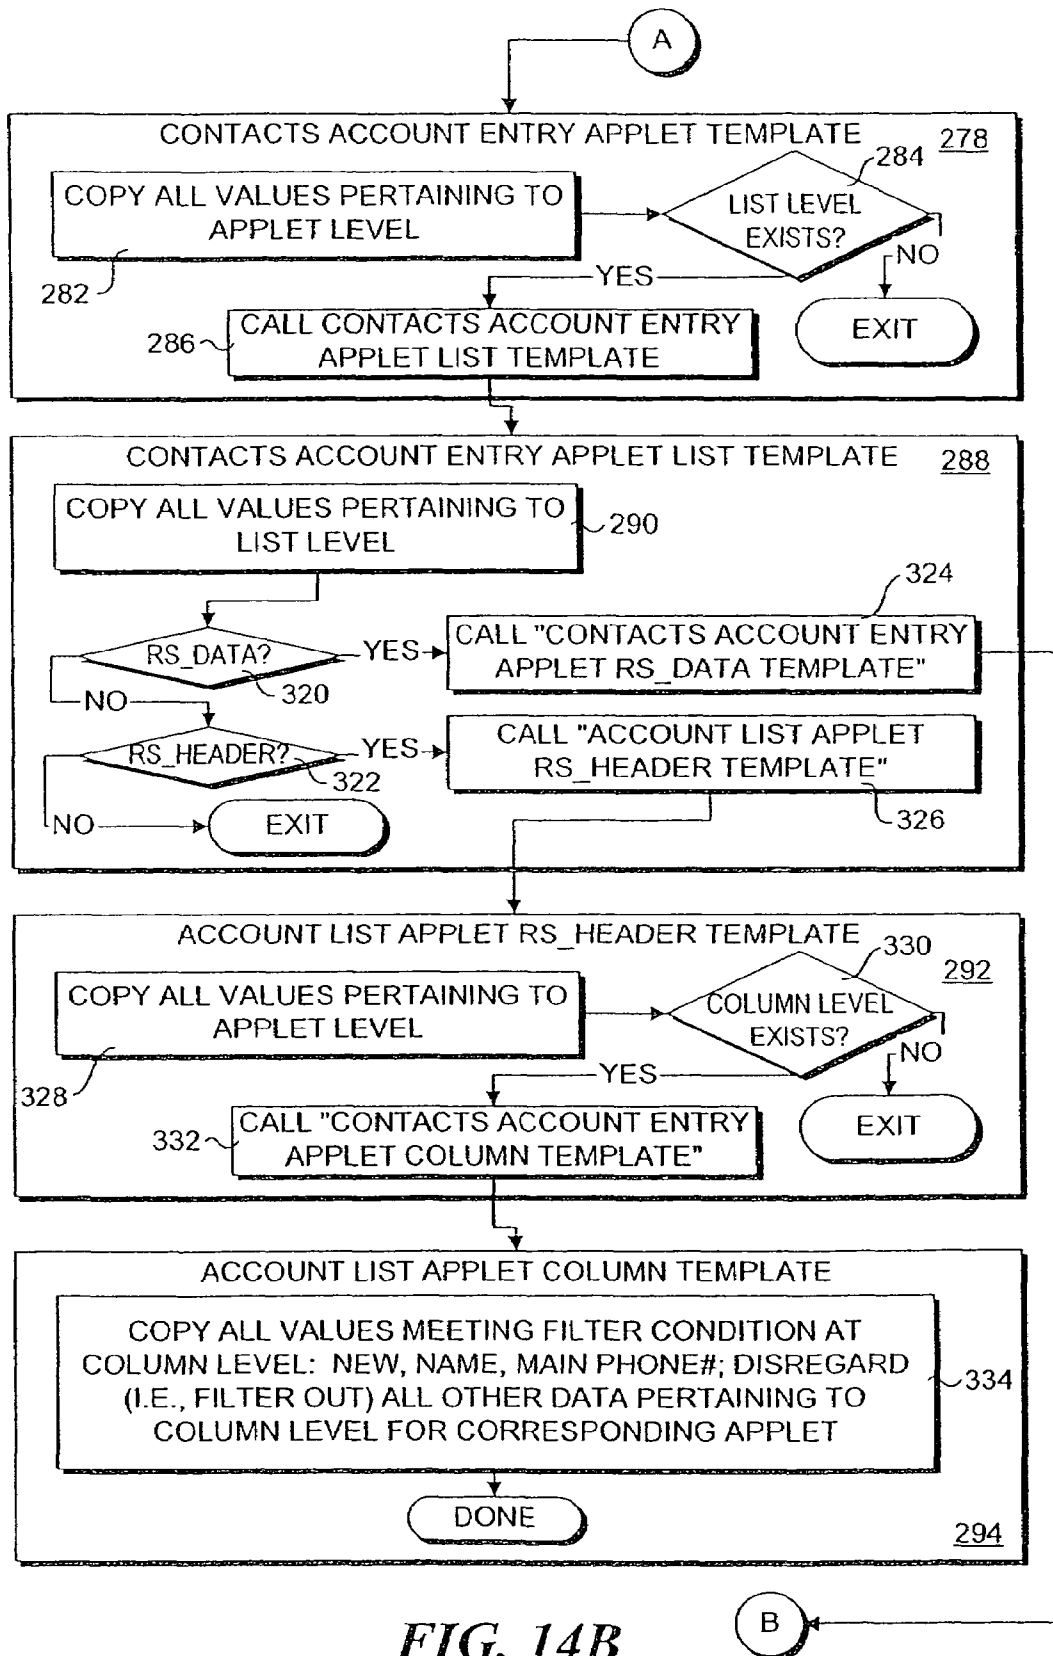 A
CONTACTS ACCOUNT ENTRY APPLET TEMPLATE 278
COPY ALL VALUES PERTAINING TO
APPLET LEVEL
282
284
LIST LEVEL
EXISTS?
NO
YES
EXIT
286
CALL CONTACTS ACCOUNT ENTRY
APPLET LIST TEMPLATE
CONTACTS ACCOUNT ENTRY APPLET LIST TEMPLATE 288
COPY ALL VALUES PERTAINING TO
LIST LEVEL
290
324
RS_DATA?
320
YES
CALL "CONTACTS ACCOUNT ENTRY
APPLET RS_DATA TEMPLATE"
NO
RS_HEADER?
322
YES
CALL "ACCOUNT LIST APPLET
RS_HEADER TEMPLATE"
326
NO
EXIT
ACCOUNT LIST APPLET RS_HEADER TEMPLATE
330
292
COPY ALL VALUES PERTAINING TO
APPLET LEVEL
328
COLUMN LEVEL
EXISTS?
NO
YES
EXIT
332
CALL "CONTACTS ACCOUNT ENTRY
APPLET COLUMN TEMPLATE"
ACCOUNT LIST APPLET COLUMN TEMPLATE
COPY ALL VALUES MEETING FILTER CONDITION AT
COLUMN LEVEL: NEW, NAME, MAIN PHONE#; DISREGARD
(I.E., FILTER OUT) ALL OTHER DATA PERTAINING TO
COLUMN LEVEL FOR CORRESPONDING APPLET
334
DONE
294
B
FIG. 14B